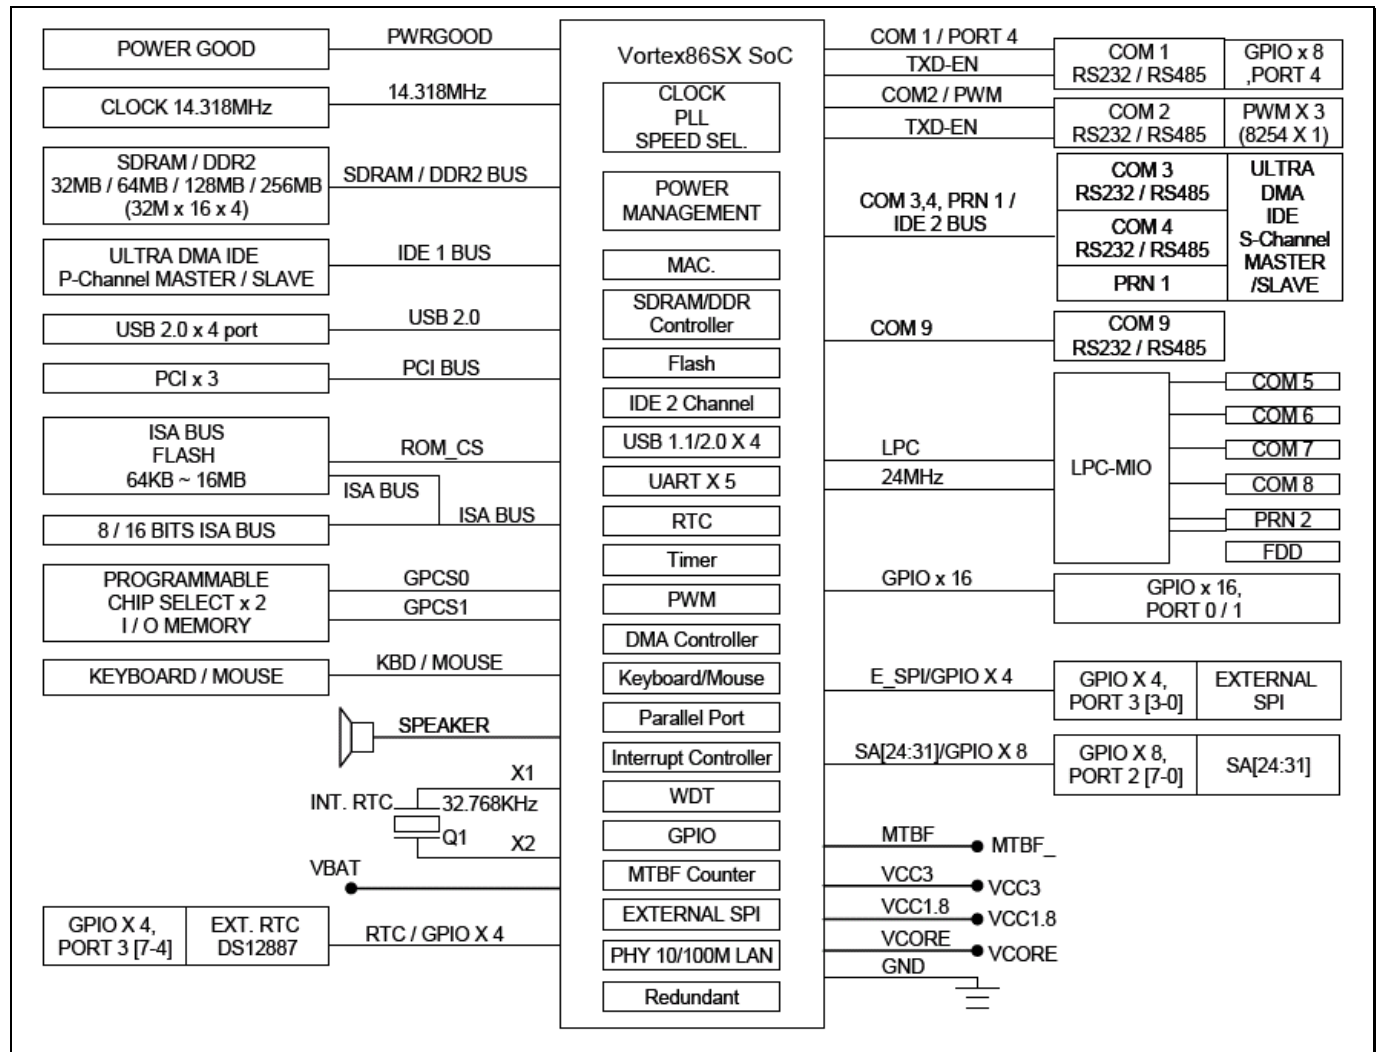 POWER GOOD
PWRGOOD
CLOCK 14.318MHz
14.318MHz
SDRAM / DDR2
32MB / 64MB / 128MB / 256MB
(32M x 16 x 4)
SDRAM / DDR2 BUS
ULTRA DMA IDE
P-Channel MASTER / SLAVE
IDE 1 BUS
USB 2.0 x 4 port
USB 2.0
PCI x 3
PCI BUS
ISA BUS
FLASH
64KB ~ 16MB
ROM_CS
ISA BUS
8 / 16 BITS ISA BUS
ISA BUS
PROGRAMMABLE
CHIP SELECT x 2
I / O MEMORY
GPCS0
GPCS1
KEYBOARD / MOUSE
KBD / MOUSE
SPEAKER
X1
INT. RTC
32.768KHz
Q1
X2
VBAT
GPIO X 4,
PORT 3 [7-4]
EXT. RTC
DS12887
RTC / GPIO X 4
Vortex86SX SoC
CLOCK
PLL
SPEED SEL.
POWER
MANAGEMENT
MAC.
SDRAM/DDR
Controller
Flash
IDE 2 Channel
USB 1.1/2.0 X 4
UART X 5
RTC
Timer
PWM
DMA Controller
Keyboard/Mouse
Parallel Port
Interrupt Controller
WDT
GPIO
MTBF Counter
EXTERNAL SPI
PHY 10/100M LAN
Redundant
COM 1 / PORT 4
TXD-EN
COM 1
RS232 / RS485
GPIO x 8
,PORT 4
COM2 / PWM
TXD-EN
COM 2
RS232 / RS485
PWM X 3
(8254 X 1)
COM 3,4, PRN 1 /
IDE 2 BUS
COM 3
RS232 / RS485
COM 4
RS232 / RS485
PRN 1
ULTRA
DMA
IDE
S-Channel
MASTER
/SLAVE
COM 9
COM 9
RS232 / RS485
LPC
24MHz
LPC-MIO
COM 5
COM 6
COM 7
COM 8
PRN 2
FDD
GPIO x 16
GPIO x 16,
PORT 0 / 1
E_SPI/GPIO X 4
GPIO X 4,
PORT 3 [3-0]
EXTERNAL
SPI
SA[24:31]/GPIO X 8
GPIO X 8,
PORT 2 [7-0]
SA[24:31]
MTBF
MTBF_
VCC3
VCC3
VCC1.8
VCC1.8
VCORE
VCORE
GND